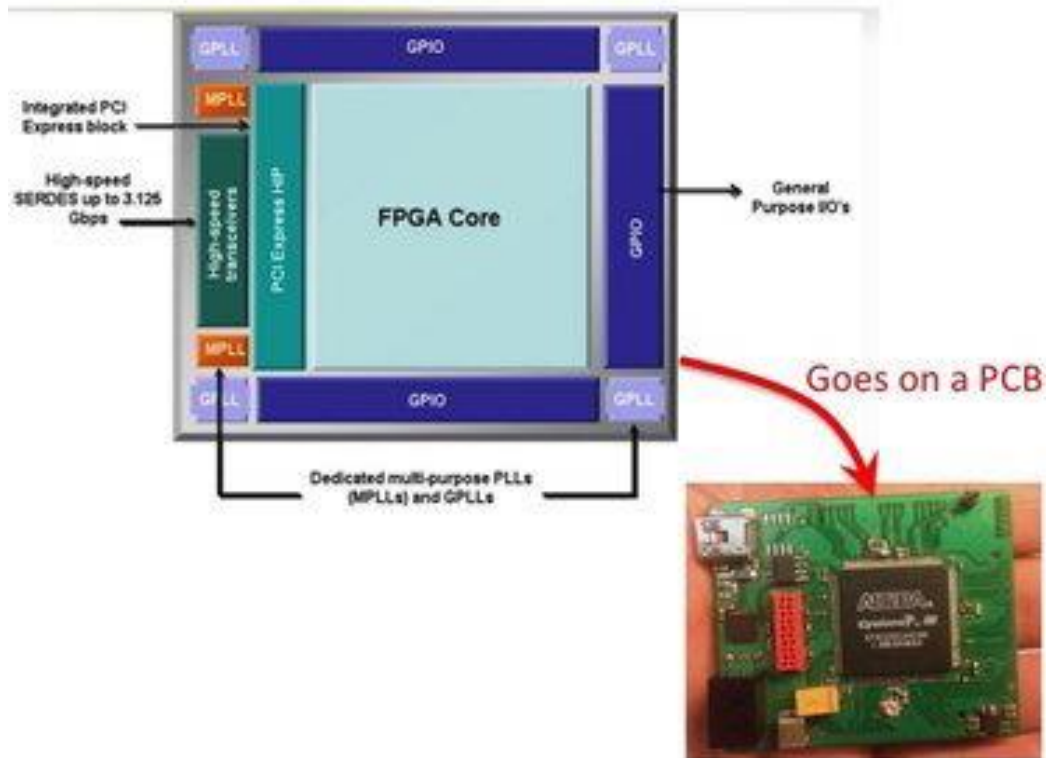 GPLL
GPIO
GPLL
MPLL
Integrated PCI
Express block
High-speed
SERDES up to 3.125
Gbps
High-speed
transceivers
PCI Express HIP
FPGA Core
GPIO
General
Purpose I/O's
MPLL
GPLL
GPIO
GPLL
Goes on a PCB
Dedicated multi-purpose PLLs
(MPLLs) and GPLLs
ALTERA
Cyclone